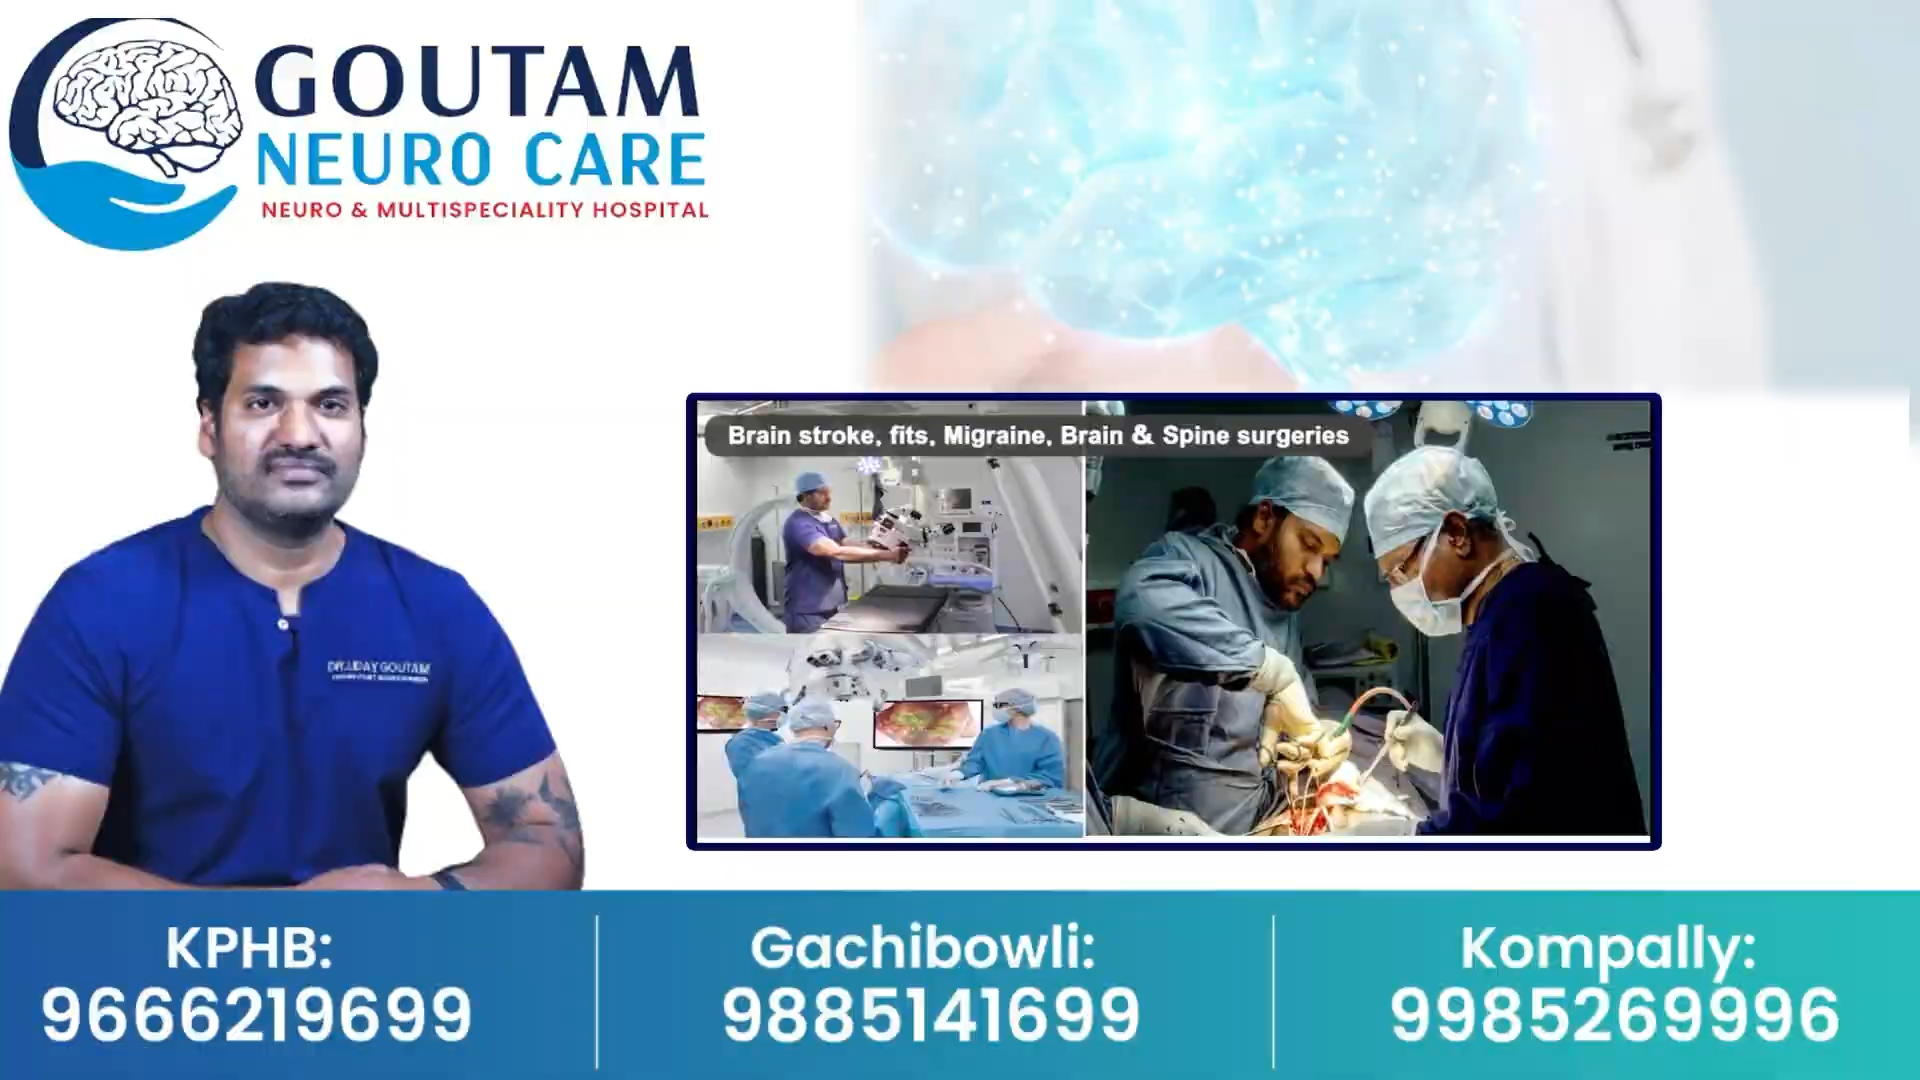 GOUTAM
NEURO CARE
NEURO & MULTISPECIALITY HOSPITAL
Brain stroke, fits, Migraine, Brain & Spine surgeries
DR.UDAY GOUTAM
KPHB:
9666219699
Gachibowli:
9885141699
Kompally:
9985269996